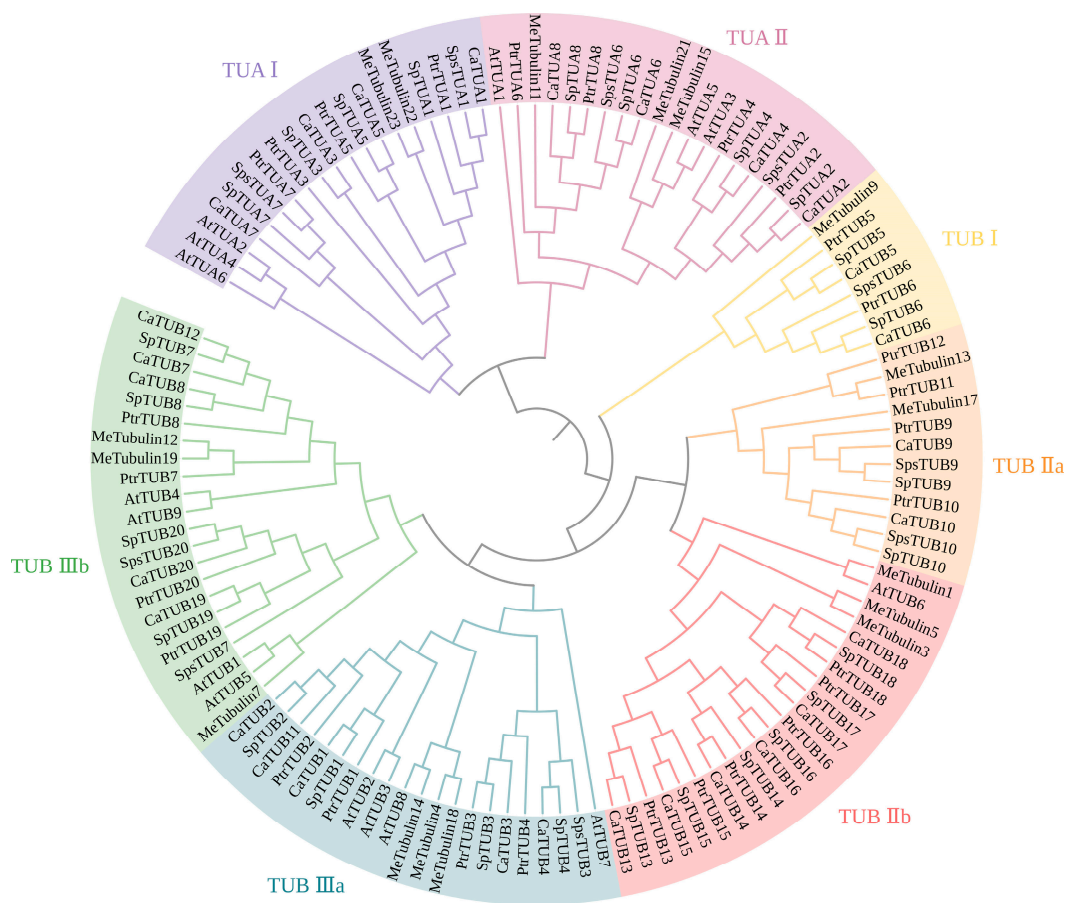 TUA Ⅰ
AtTUA6
AtTUA4
AtTUA2
CaTUA7
SpTUA7
SpsTUA7
PtrTUA7
PtrTUA3
SpTUA3
CaTUA3
PtrTUA5
SpTUA5
CaTUA5
MeTubulin23
MeTubulin22
SpTUA1
PtrTUA1
SpsTUA1
CaTUA1
TUA Ⅱ
AtTUA1
PtrTUA6
MeTubulin11
CaTUA8
SpTUA8
PtrTUA8
SpsTUA6
SpTUA6
CaTUA6
MeTubulin21
MeTubulin15
AtTUA5
AtTUA3
PtrTUA4
SpTUA4
CaTUA4
SpsTUA2
PtrTUA2
SpTUA2
CaTUA2
TUB Ⅰ
MeTubulin9
PtrTUB5
SpTUB5
CaTUB5
SpsTUB6
PtrTUB6
SpTUB6
CaTUB6
TUB Ⅱa
PtrTUB12
MeTubulin13
PtrTUB11
MeTubulin17
PtrTUB9
CaTUB9
SpsTUB9
SpTUB9
PtrTUB10
CaTUB10
SpsTUB10
SpTUB10
TUB Ⅱb
MeTubulin1
AtTUB6
MeTubulin5
MeTubulin3
CaTUB18
SpTUB18
PtrTUB18
PtrTUB17
SpTUB17
CaTUB17
PtrTUB16
SpTUB16
CaTUB16
SpTUB14
PtrTUB14
CaTUB14
PtrTUB15
SpTUB15
CaTUB15
PtrTUB13
SpTUB13
CaTUB13
TUB Ⅲa
AtTUB7
SpsTUB3
SpTUB4
CaTUB4
PtrTUB4
CaTUB3
SpTUB3
PtrTUB3
MeTubulin18
MeTubulin4
MeTubulin14
AtTUB8
AtTUB3
AtTUB2
PtrTUB1
SpTUB1
CaTUB1
PtrTUB2
CaTUB11
SpTUB2
CaTUB2
TUB Ⅲb
MeTubulin7
AtTUB5
AtTUB1
SpsTUB7
PtrTUB19
SpTUB19
CaTUB19
PtrTUB20
CaTUB20
SpsTUB20
SpTUB20
AtTUB9
AtTUB4
PtrTUB7
MeTubulin19
MeTubulin12
PtrTUB8
SpTUB8
CaTUB8
CaTUB7
SpTUB7
CaTUB12